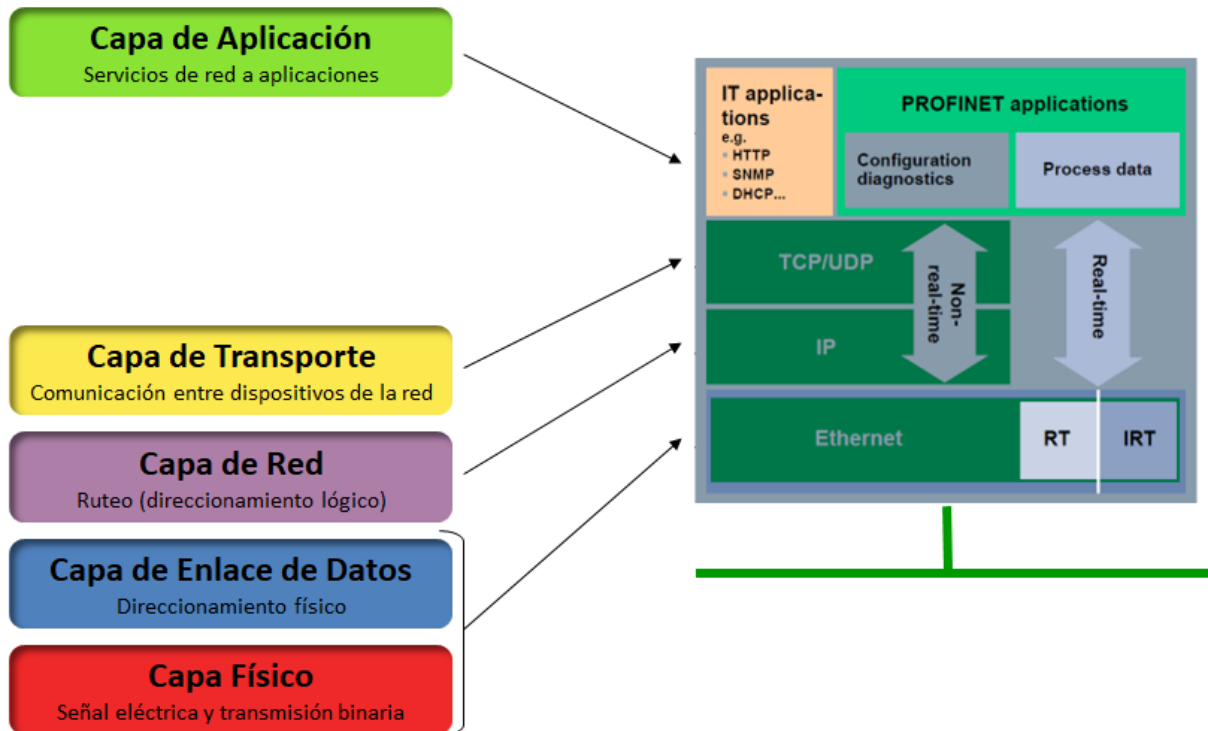 Capa de Aplicación
Servicios de red a aplicaciones
Capa de Transporte
Comunicación entre dispositivos de la red
Capa de Red
Ruteo (direccionamiento lógico)
Capa de Enlace de Datos
Direccionamiento físico
Capa Físico
Señal eléctrica y transmisión binaria
IT applica-
tions
e.g.
▪ HTTP
▪ SNMP
▪ DHCP...
PROFINET applications
Configuration
diagnostics
Process data
TCP/UDP
IP
Non-
real-time
Real-time
Ethernet
RT
IRT